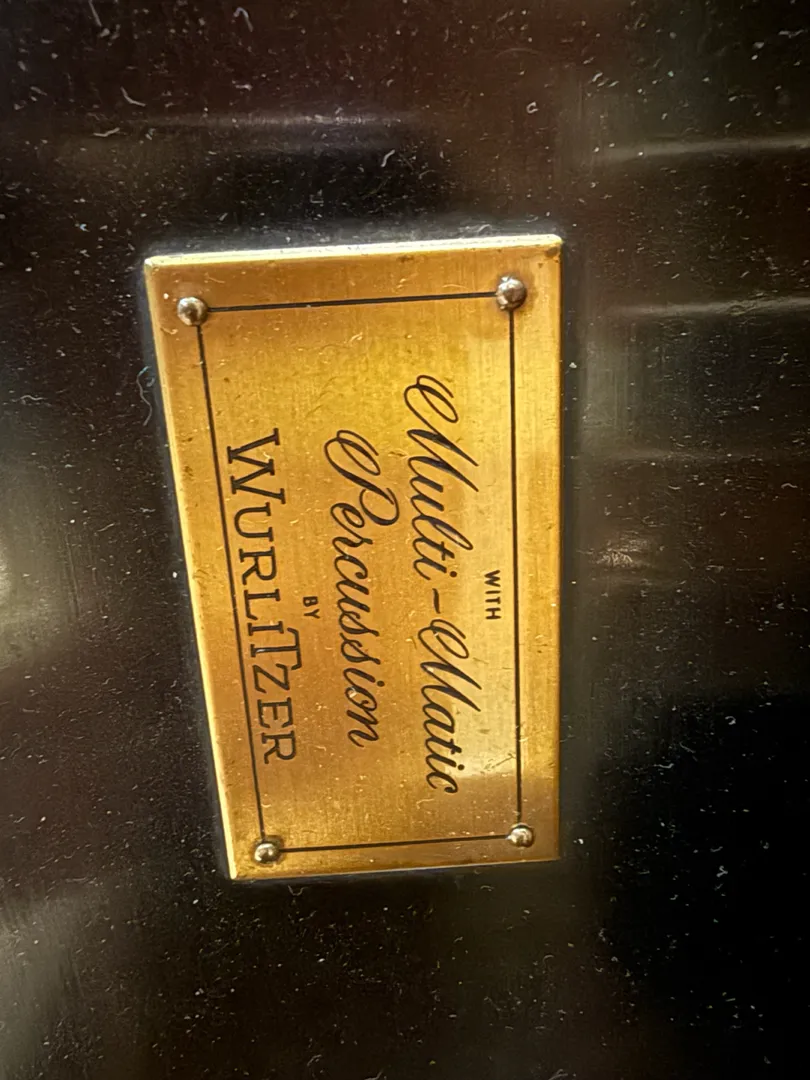 WITH
Multi-Matic
Percussion
BY
WURLITZER